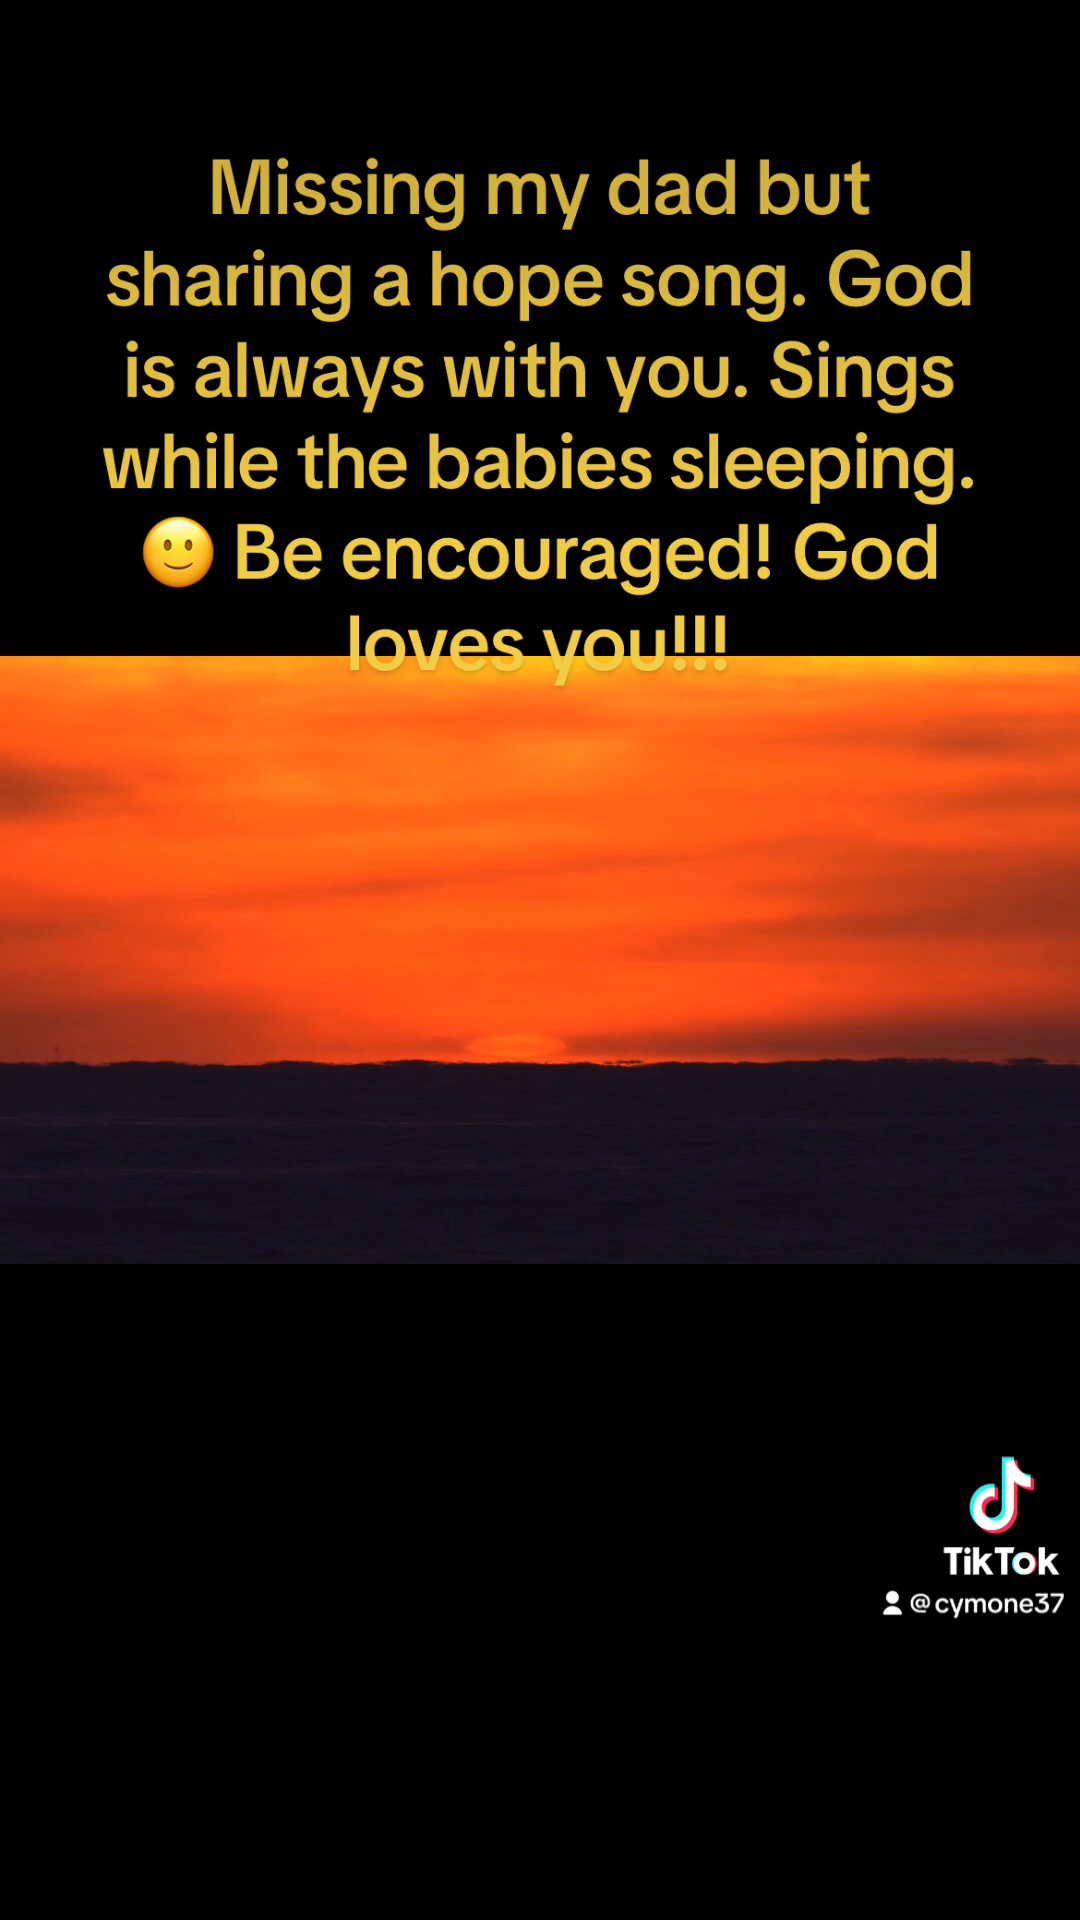 Missing my dad but
sharing a hope song. God
is always with you. Sings
while the babies sleeping.
🙂 Be encouraged! God
loves you!!!
TikTok
@cymone37